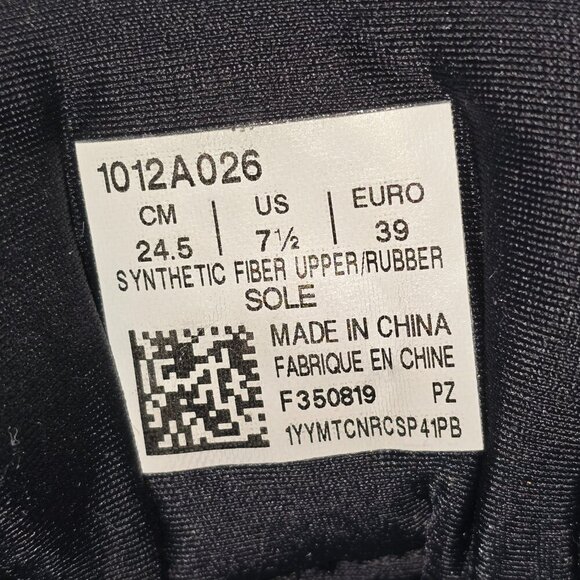 1012A026
CM US EURO
24.5 7½ 39
SYNTHETIC FIBER UPPER/RUBBER
SOLE
MADE IN CHINA
FABRIQUE EN CHINE
F350819 PZ
1YYMTCNRCSP41PB